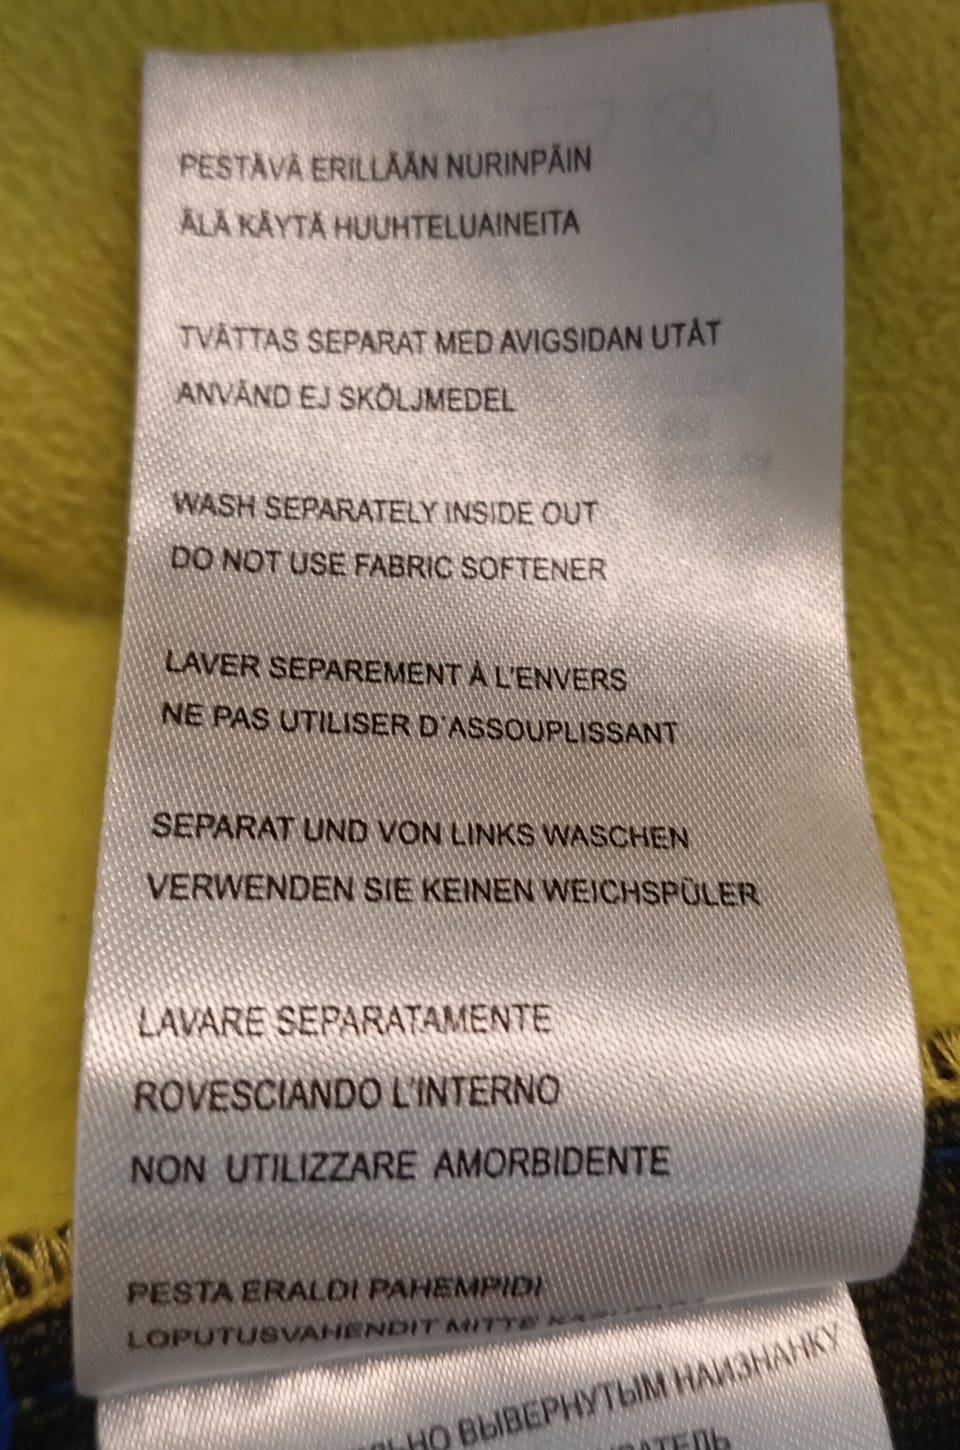 PESTÄVÄ ERILLÄÄN NURINPÄIN
ÄLÄ KÄYTÄ HUUHTELUAINEITA
TVÄTTAS SEPARAT MED AVIGSIDAN UTÅT
ANVÄND EJ SKÖLJMEDEL
WASH SEPARATELY INSIDE OUT
DO NOT USE FABRIC SOFTENER
LAVER SEPAREMENT À L'ENVERS
NE PAS UTILISER D'ASSOUPLISSANT
SEPARAT UND VON LINKS WASCHEN
VERWENDEN SIE KEINEN WEICHSPÜLER
LAVARE SEPARATAMENTE
ROVESCIANDO L'INTERNO
NON UTILIZZARE AMORBIDENTE
PESTA ERALDI PAHEMPIDI
LOPUTUSVAHENDIT MITTE
ВЫВЕРНУТЫМ НАИЗНАНКУ